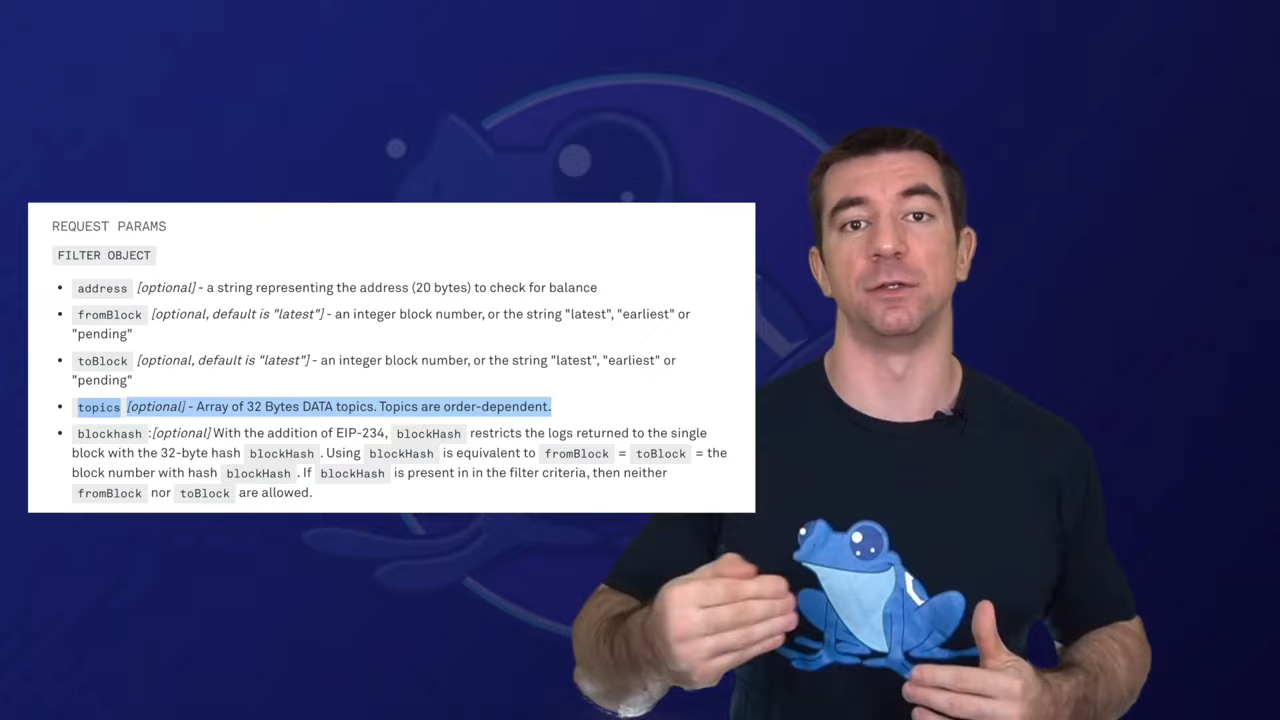 REQUEST PARAMS
FILTER OBJECT
• address [optional] - a string representing the address (20 bytes) to check for balance
• fromBlock [optional, default is "latest"] - an integer block number, or the string "latest", "earliest" or
"pending"
• toBlock [optional, default is "latest"] - an integer block number, or the string "latest", "earliest" or
"pending"
• topics [optional] - Array of 32 Bytes DATA topics. Topics are order-dependent.
• blockhash :[optional] With the addition of EIP-234, blockHash restricts the logs returned to the single
block with the 32-byte hash blockHash . Using blockHash is equivalent to fromBlock = toBlock = the
block number with hash blockHash . If blockHash is present in in the filter criteria, then neither
fromBlock nor toBlock are allowed.